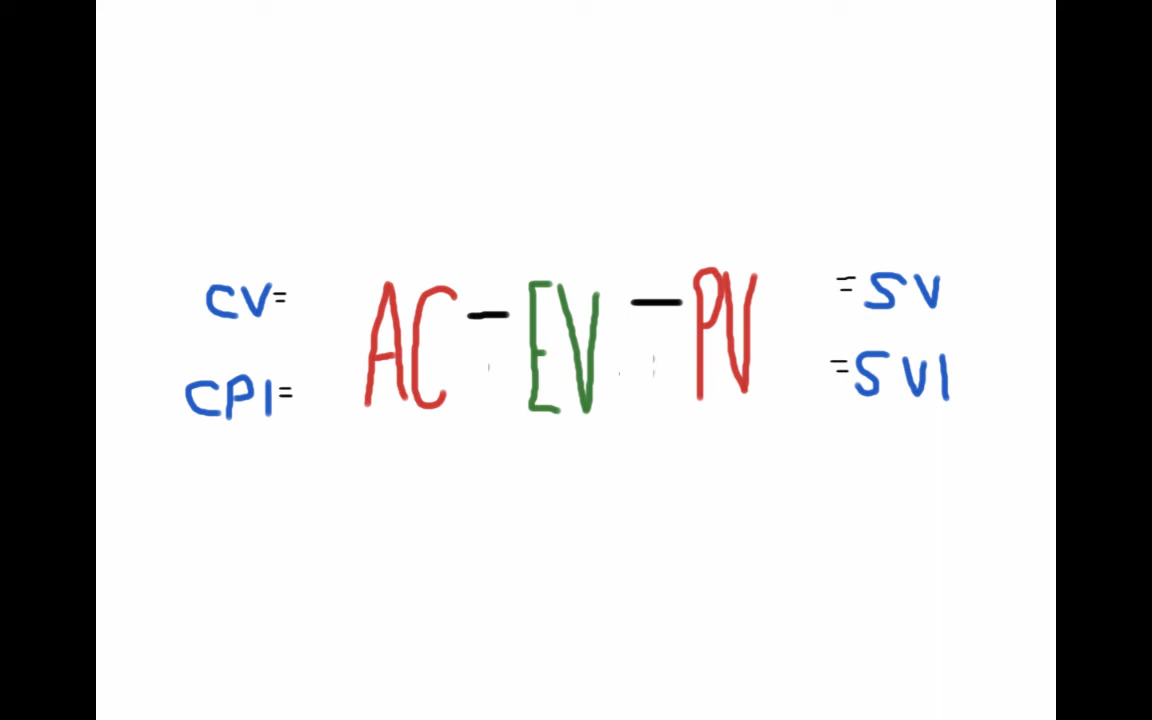 CV= AC - EV - PV =SV
CPI= =SVI